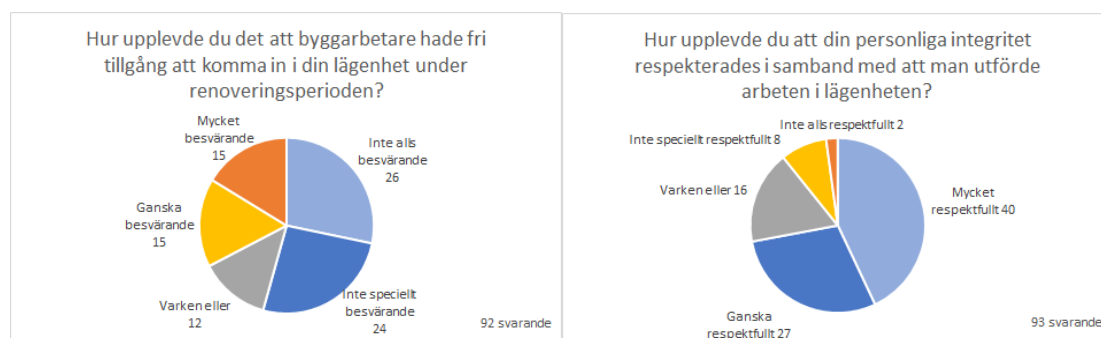 Hur upplevde du det att byggarbetare hade fri
tillgång att komma in i din lägenhet under
renoveringsperioden?
Mycket
besvärande
15
Inte alls
besvärande
26
Ganska
besvärande
15
Varken eller
12
Inte speciellt
besvärande
24
92 svarande
Hur upplevde du att din personliga integritet
respekterades i samband med att man utförde
arbeten i lägenheten?
Inte alls respektfullt 2
Inte speciellt respektfullt 8
Varken eller 16
Mycket
respektfullt 40
Ganska
respektfullt 27
93 svarande